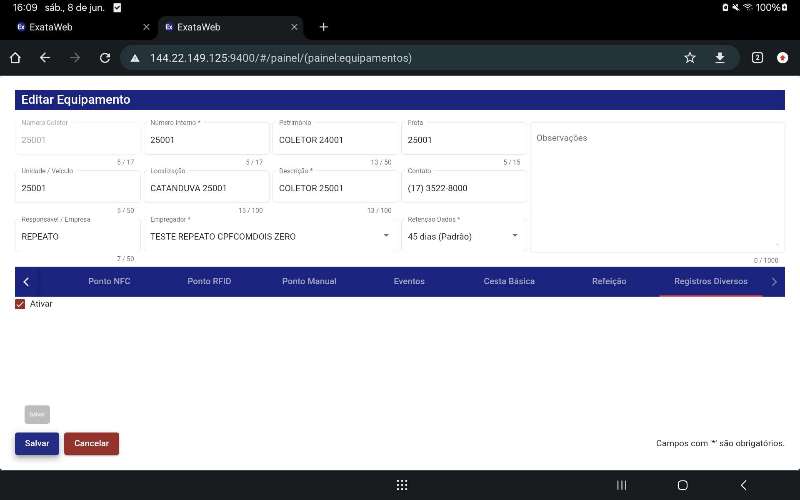 16:09 sáb., 8 de jun. 100%
ExataWeb
ExataWeb
144.22.149.125:9400/#/painel/(painel:equipamentos)
2
Editar Equipamento
Número Coletor
25001
5 / 17
Número Interno *
25001
5 / 17
Patrimônio
COLETOR 24001
13 / 50
Frota
25001
5 / 15
Observações
0 / 1000
Unidade / Veículo
25001
5 / 50
Localização
CATANDUVA 25001
15 / 100
Descrição *
COLETOR 25001
13 / 100
Contato
(17) 3522-8000
Responsável / Empresa
REPEATO
7 / 50
Empregador *
TESTE REPEATO CPFCOMDOIS ZERO
Retenção Dados *
45 dias (Padrão)
Ponto NFC Ponto RFID Ponto Manual Eventos Cesta Básica Refeição Registros Diversos
Ativar
Salvar
Salvar Cancelar
Campos com '*' são obrigatórios.